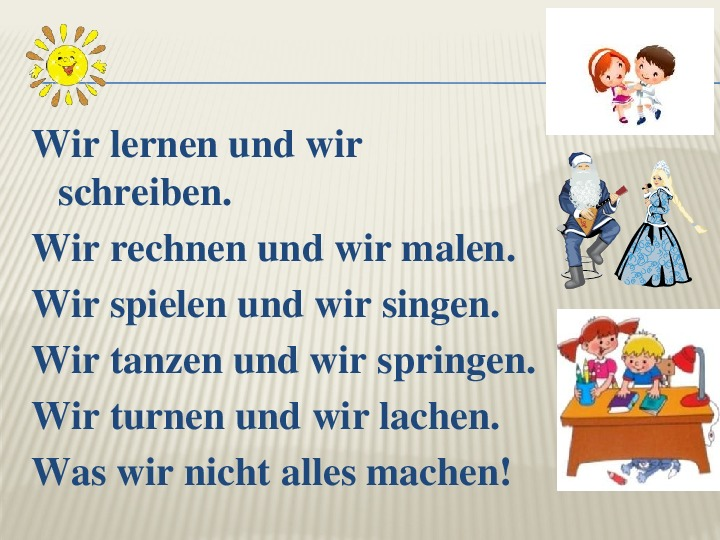 Wir lernen und wir
schreiben.
Wir rechnen und wir malen.
Wir spielen und wir singen.
Wir tanzen und wir springen.
Wir turnen und wir lachen.
Was wir nicht alles machen!